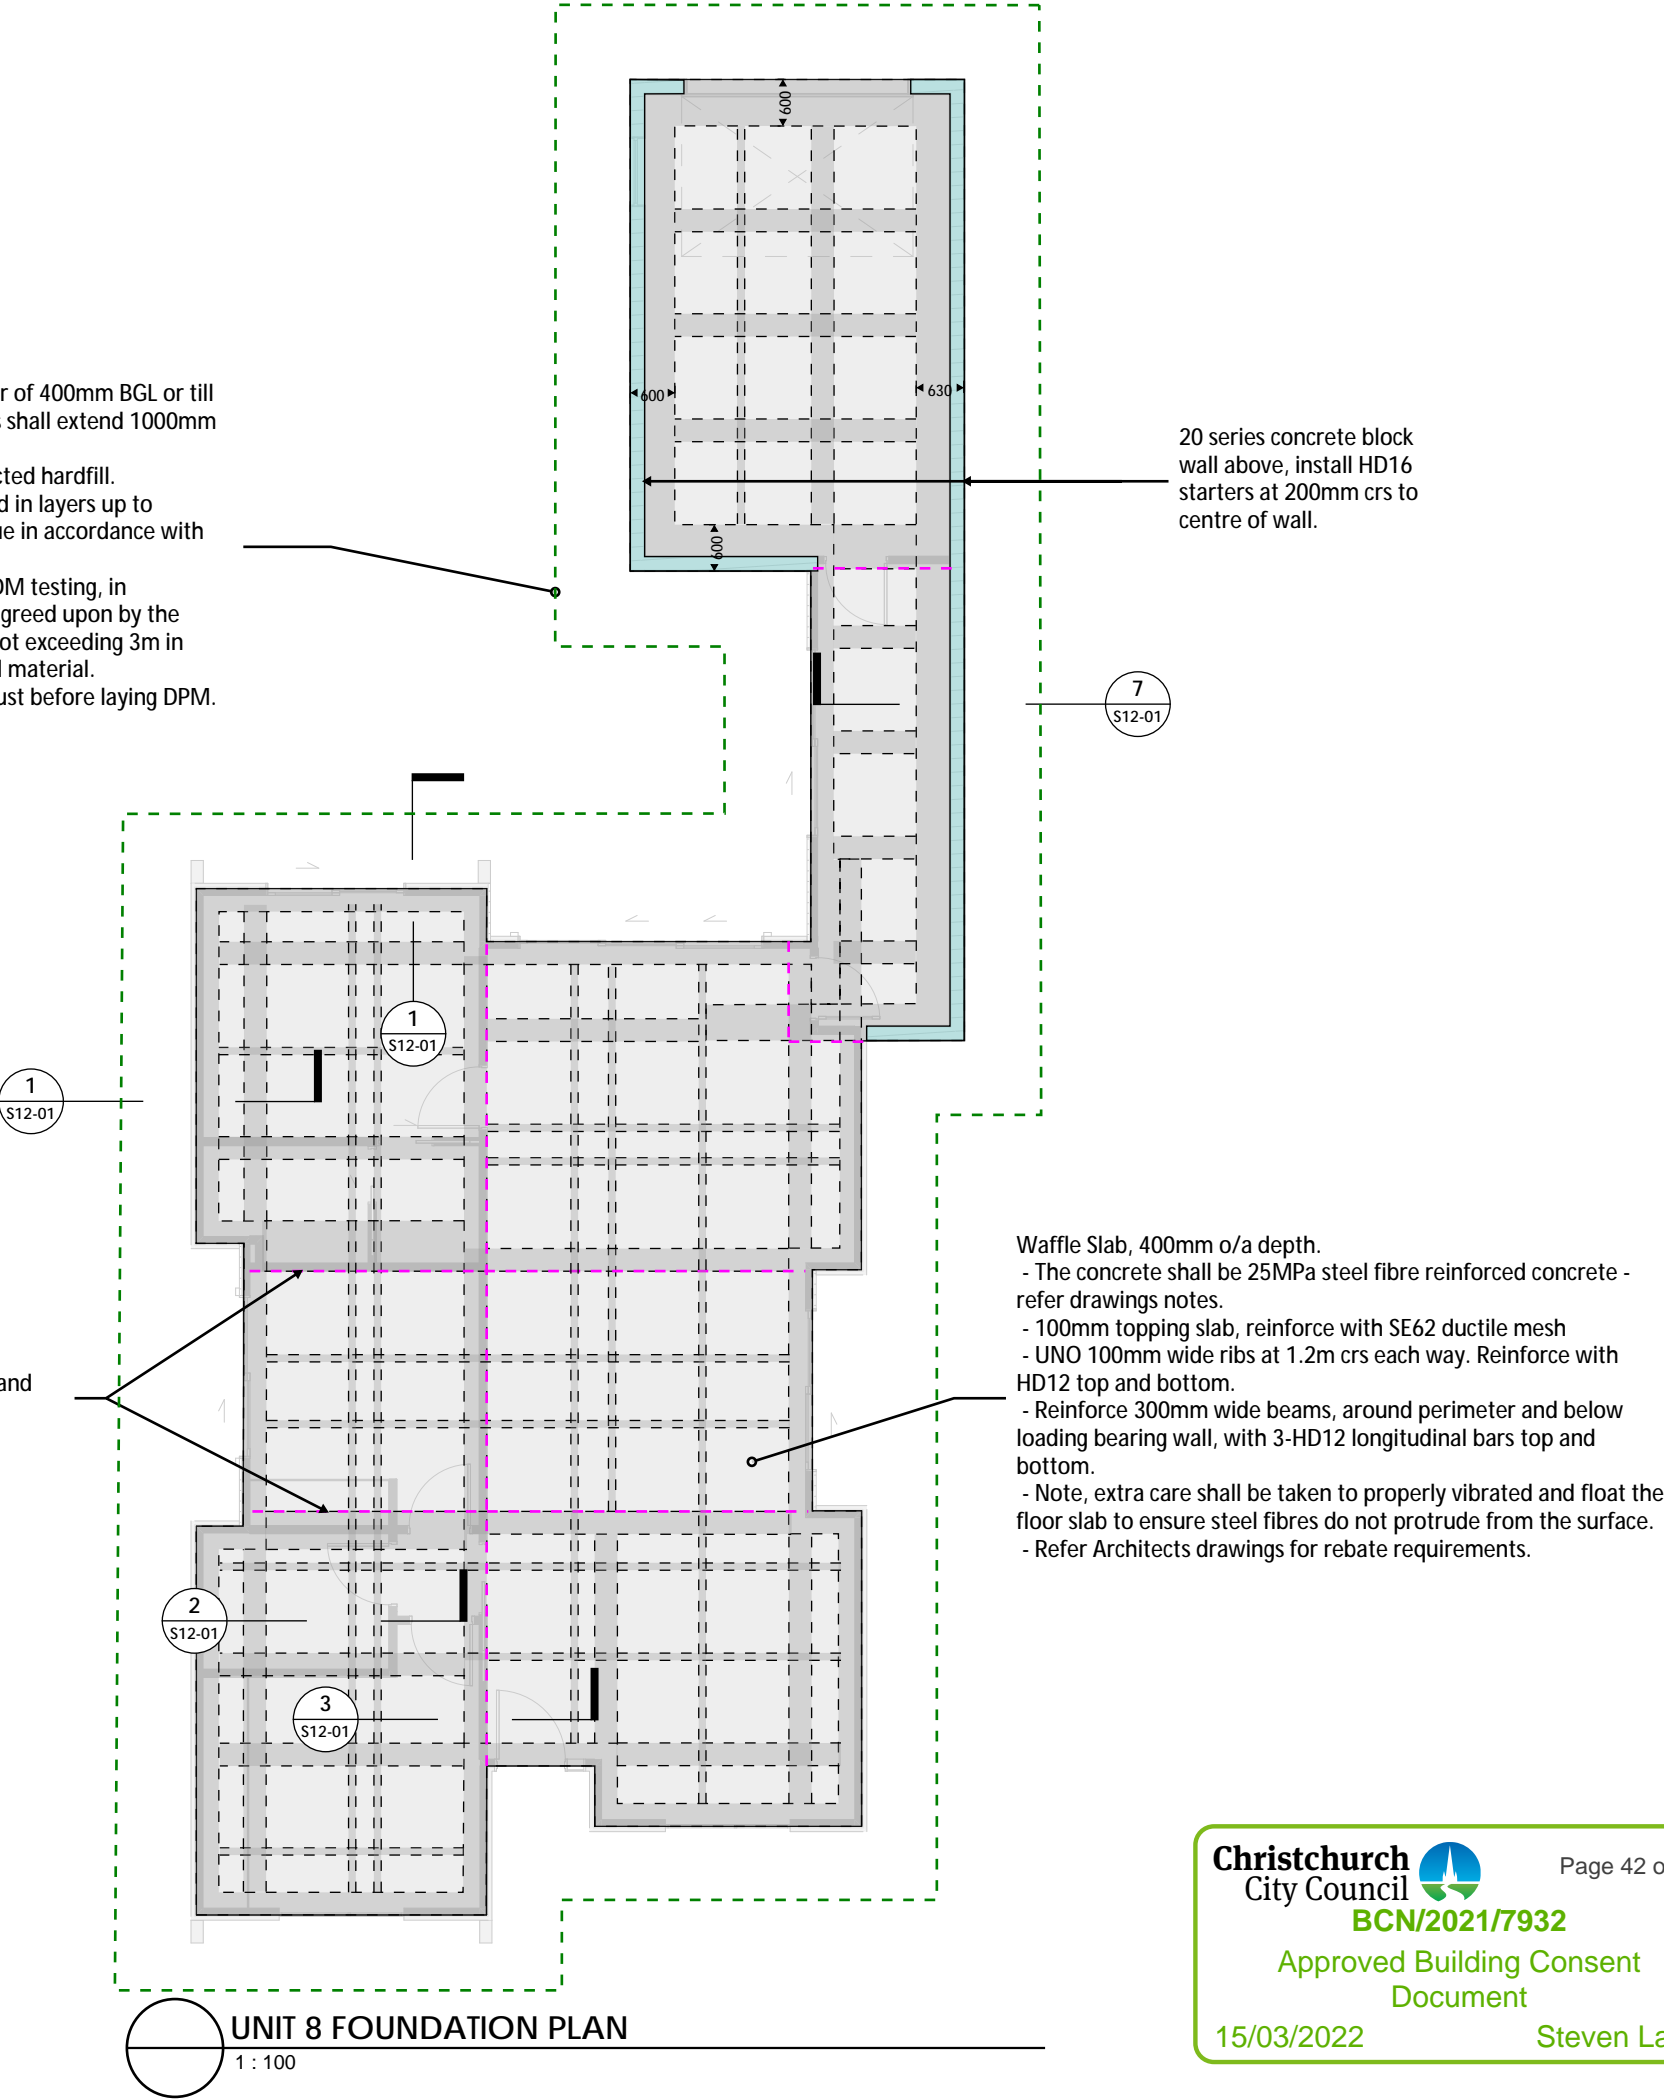 600
r of 400mm BGL or till
s shall extend 1000mm
cted hardfill.
d in layers up to
ue in accordance with
DM testing, in
greed upon by the
ot exceeding 3m in
l material.
ust before laying DPM.
600
630
600
20 series concrete block
wall above, install HD16
starters at 200mm crs to
centre of wall.
7
S12-01
1
S12-01
1
S12-01
and
Waffle Slab, 400mm o/a depth.
- The concrete shall be 25MPa steel fibre reinforced concrete -
refer drawings notes.
- 100mm topping slab, reinforce with SE62 ductile mesh
- UNO 100mm wide ribs at 1.2m crs each way. Reinforce with
HD12 top and bottom.
- Reinforce 300mm wide beams, around perimeter and below
loading bearing wall, with 3-HD12 longitudinal bars top and
bottom.
- Note, extra care shall be taken to properly vibrated and float the
floor slab to ensure steel fibres do not protrude from the surface.
- Refer Architects drawings for rebate requirements.
2
S12-01
3
S12-01
UNIT 8 FOUNDATION PLAN
1 : 100
Christchurch
City Council
Page 42 o
BCN/2021/7932
Approved Building Consent
Document
15/03/2022
Steven La